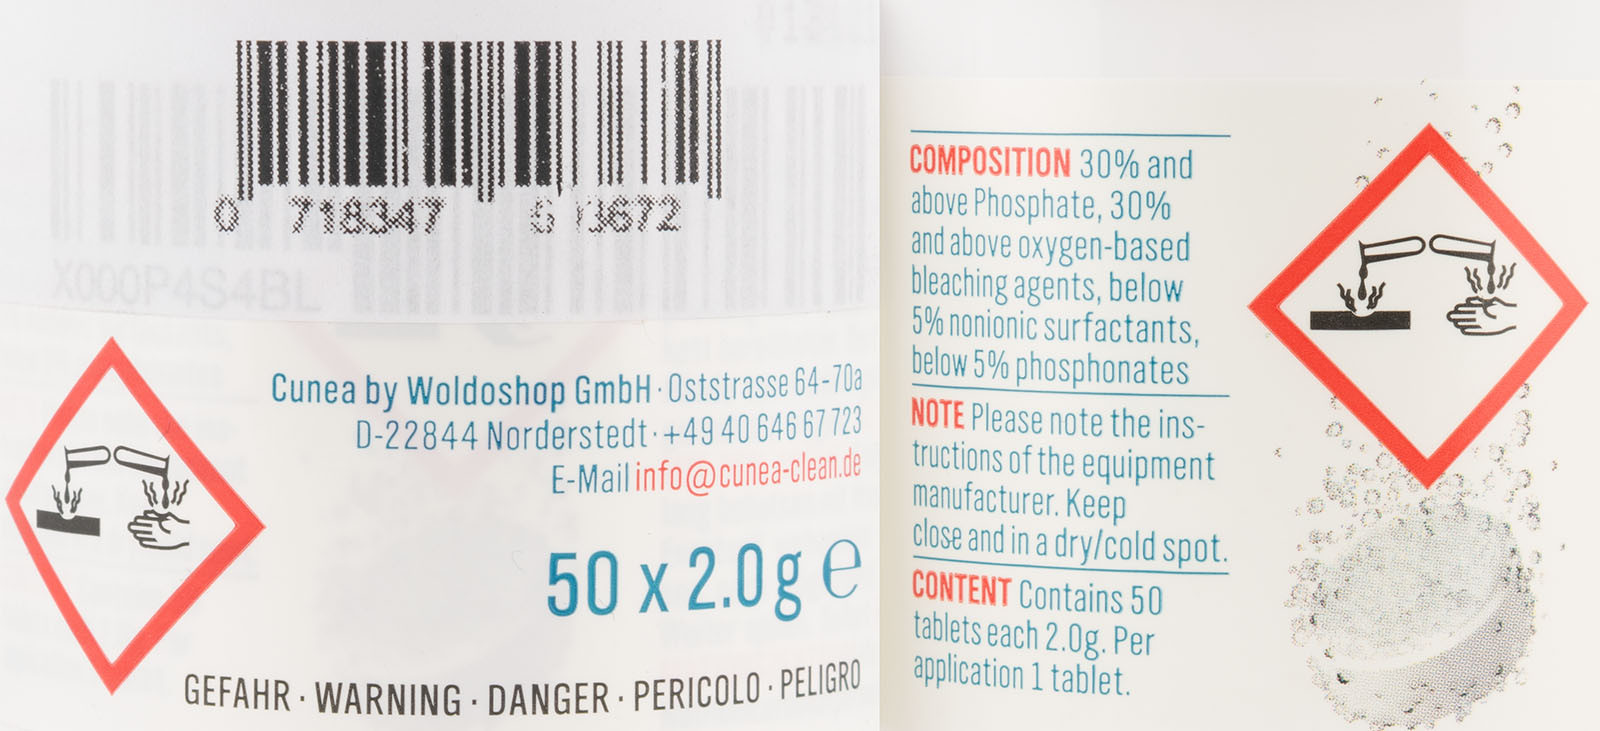 0 718347
3672
X000P4S4BL
Cunea by Woldoshop GmbH · Oststrasse 64-70a
D-22844 Norderstedt · +49 40 646 67 723
E-Mail info@cunea-clean.de
50 x 2.0g ℮
GEFAHR · WARNING · DANGER · PERICOLO · PELIGRO
COMPOSITION 30% and
above Phosphate, 30%
and above oxygen-based
bleaching agents, below
5% nonionic surfactants,
below 5% phosphonates
NOTE Please note the ins-
tructions of the equipment
manufacturer. Keep
close and in a dry/cold spot.
CONTENT Contains 50
tablets each 2.0g. Per
application 1 tablet.